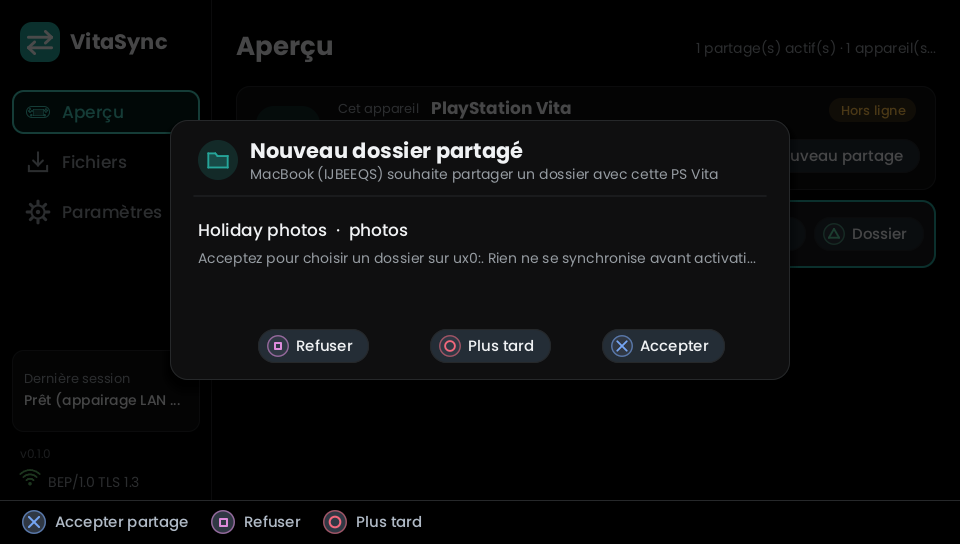 VitaSync
Aperçu
Fichiers
Paramètres
Dernière session
Prêt (appairage LAN ...
v0.1.0
BEP/1.0 TLS 1.3
Aperçu
1 partage(s) actif(s) · 1 appareil(s...
Cet appareil PlayStation Vita
Hors ligne
uveau partage
Dossier
Nouveau dossier partagé
MacBook (IJBEEQS) souhaite partager un dossier avec cette PS Vita
Holiday photos · photos
Acceptez pour choisir un dossier sur ux0:. Rien ne se synchronise avant activati...
Refuser
Plus tard
Accepter
Accepter partage
Refuser
Plus tard